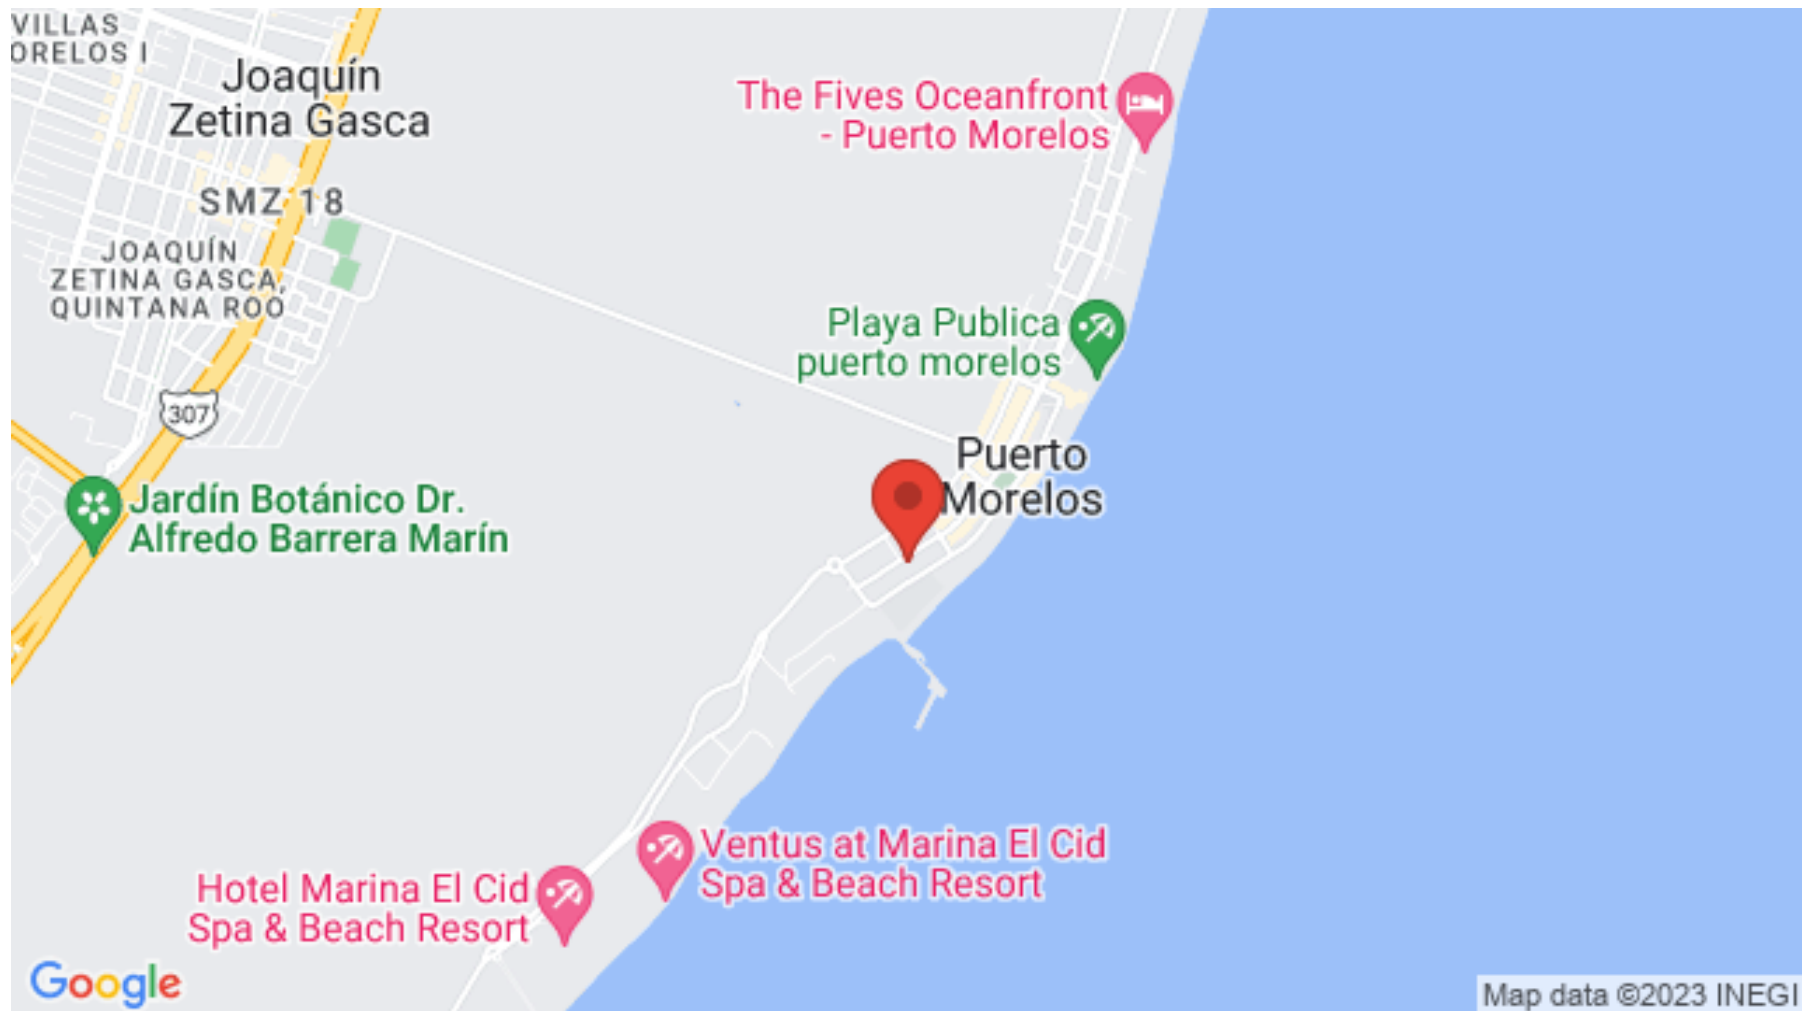 VILLAS
ORELOS I
Joaquín
Zetina Gasca
The Fives Oceanfront
- Puerto Morelos
SMZ 18
JOAQUÍN
ZETINA GASCA,
QUINTANA ROO
Playa Publica
puerto morelos
307
Puerto
Morelos
Jardín Botánico Dr.
Alfredo Barrera Marín
Ventus at Marina El Cid
Spa & Beach Resort
Hotel Marina El Cid
Spa & Beach Resort
Google
Map data ©2023 INEGI